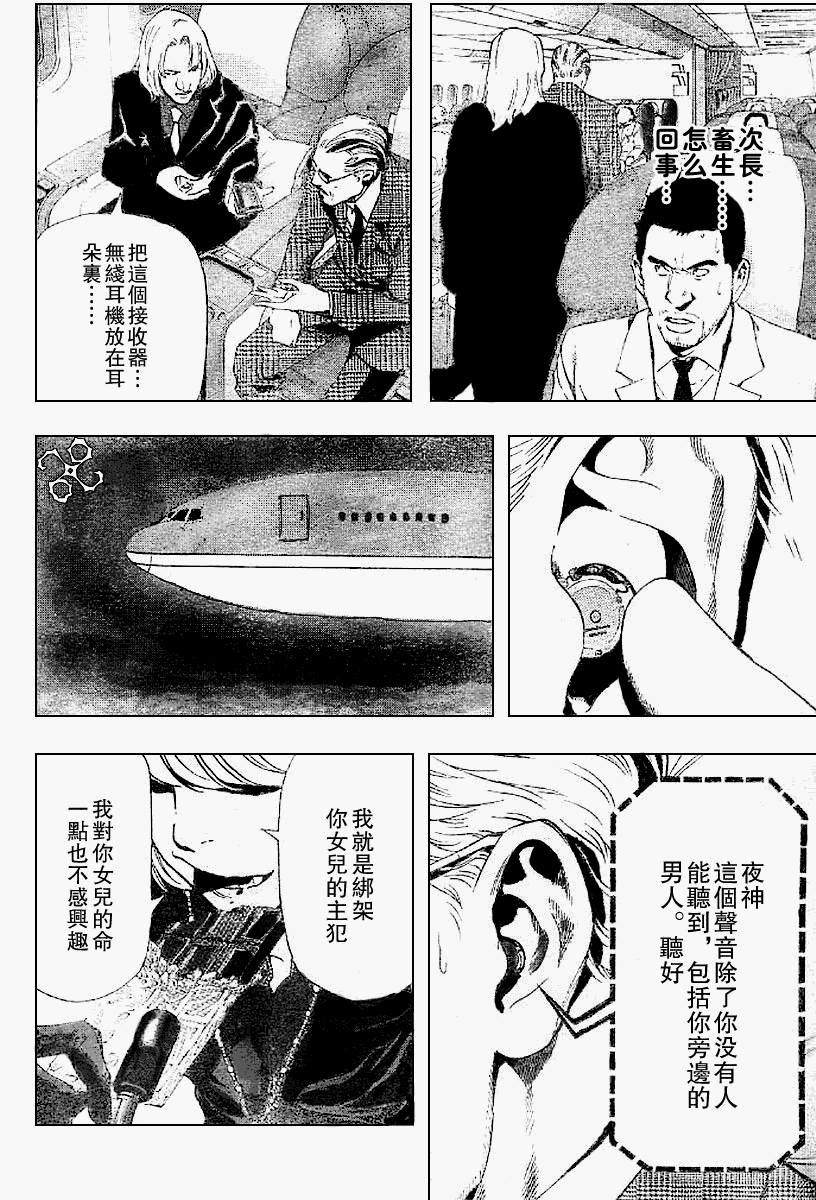 次長…
畜生……
怎么
回事…
把這個接收器…
無綫耳機放在耳
朵裏……
夜神
這個聲音除了你没有人
能聽到，包括你旁邊的
男人。聽好
我就是綁架
你女兒的主犯
我對你女兒的命
一點也不感興趣